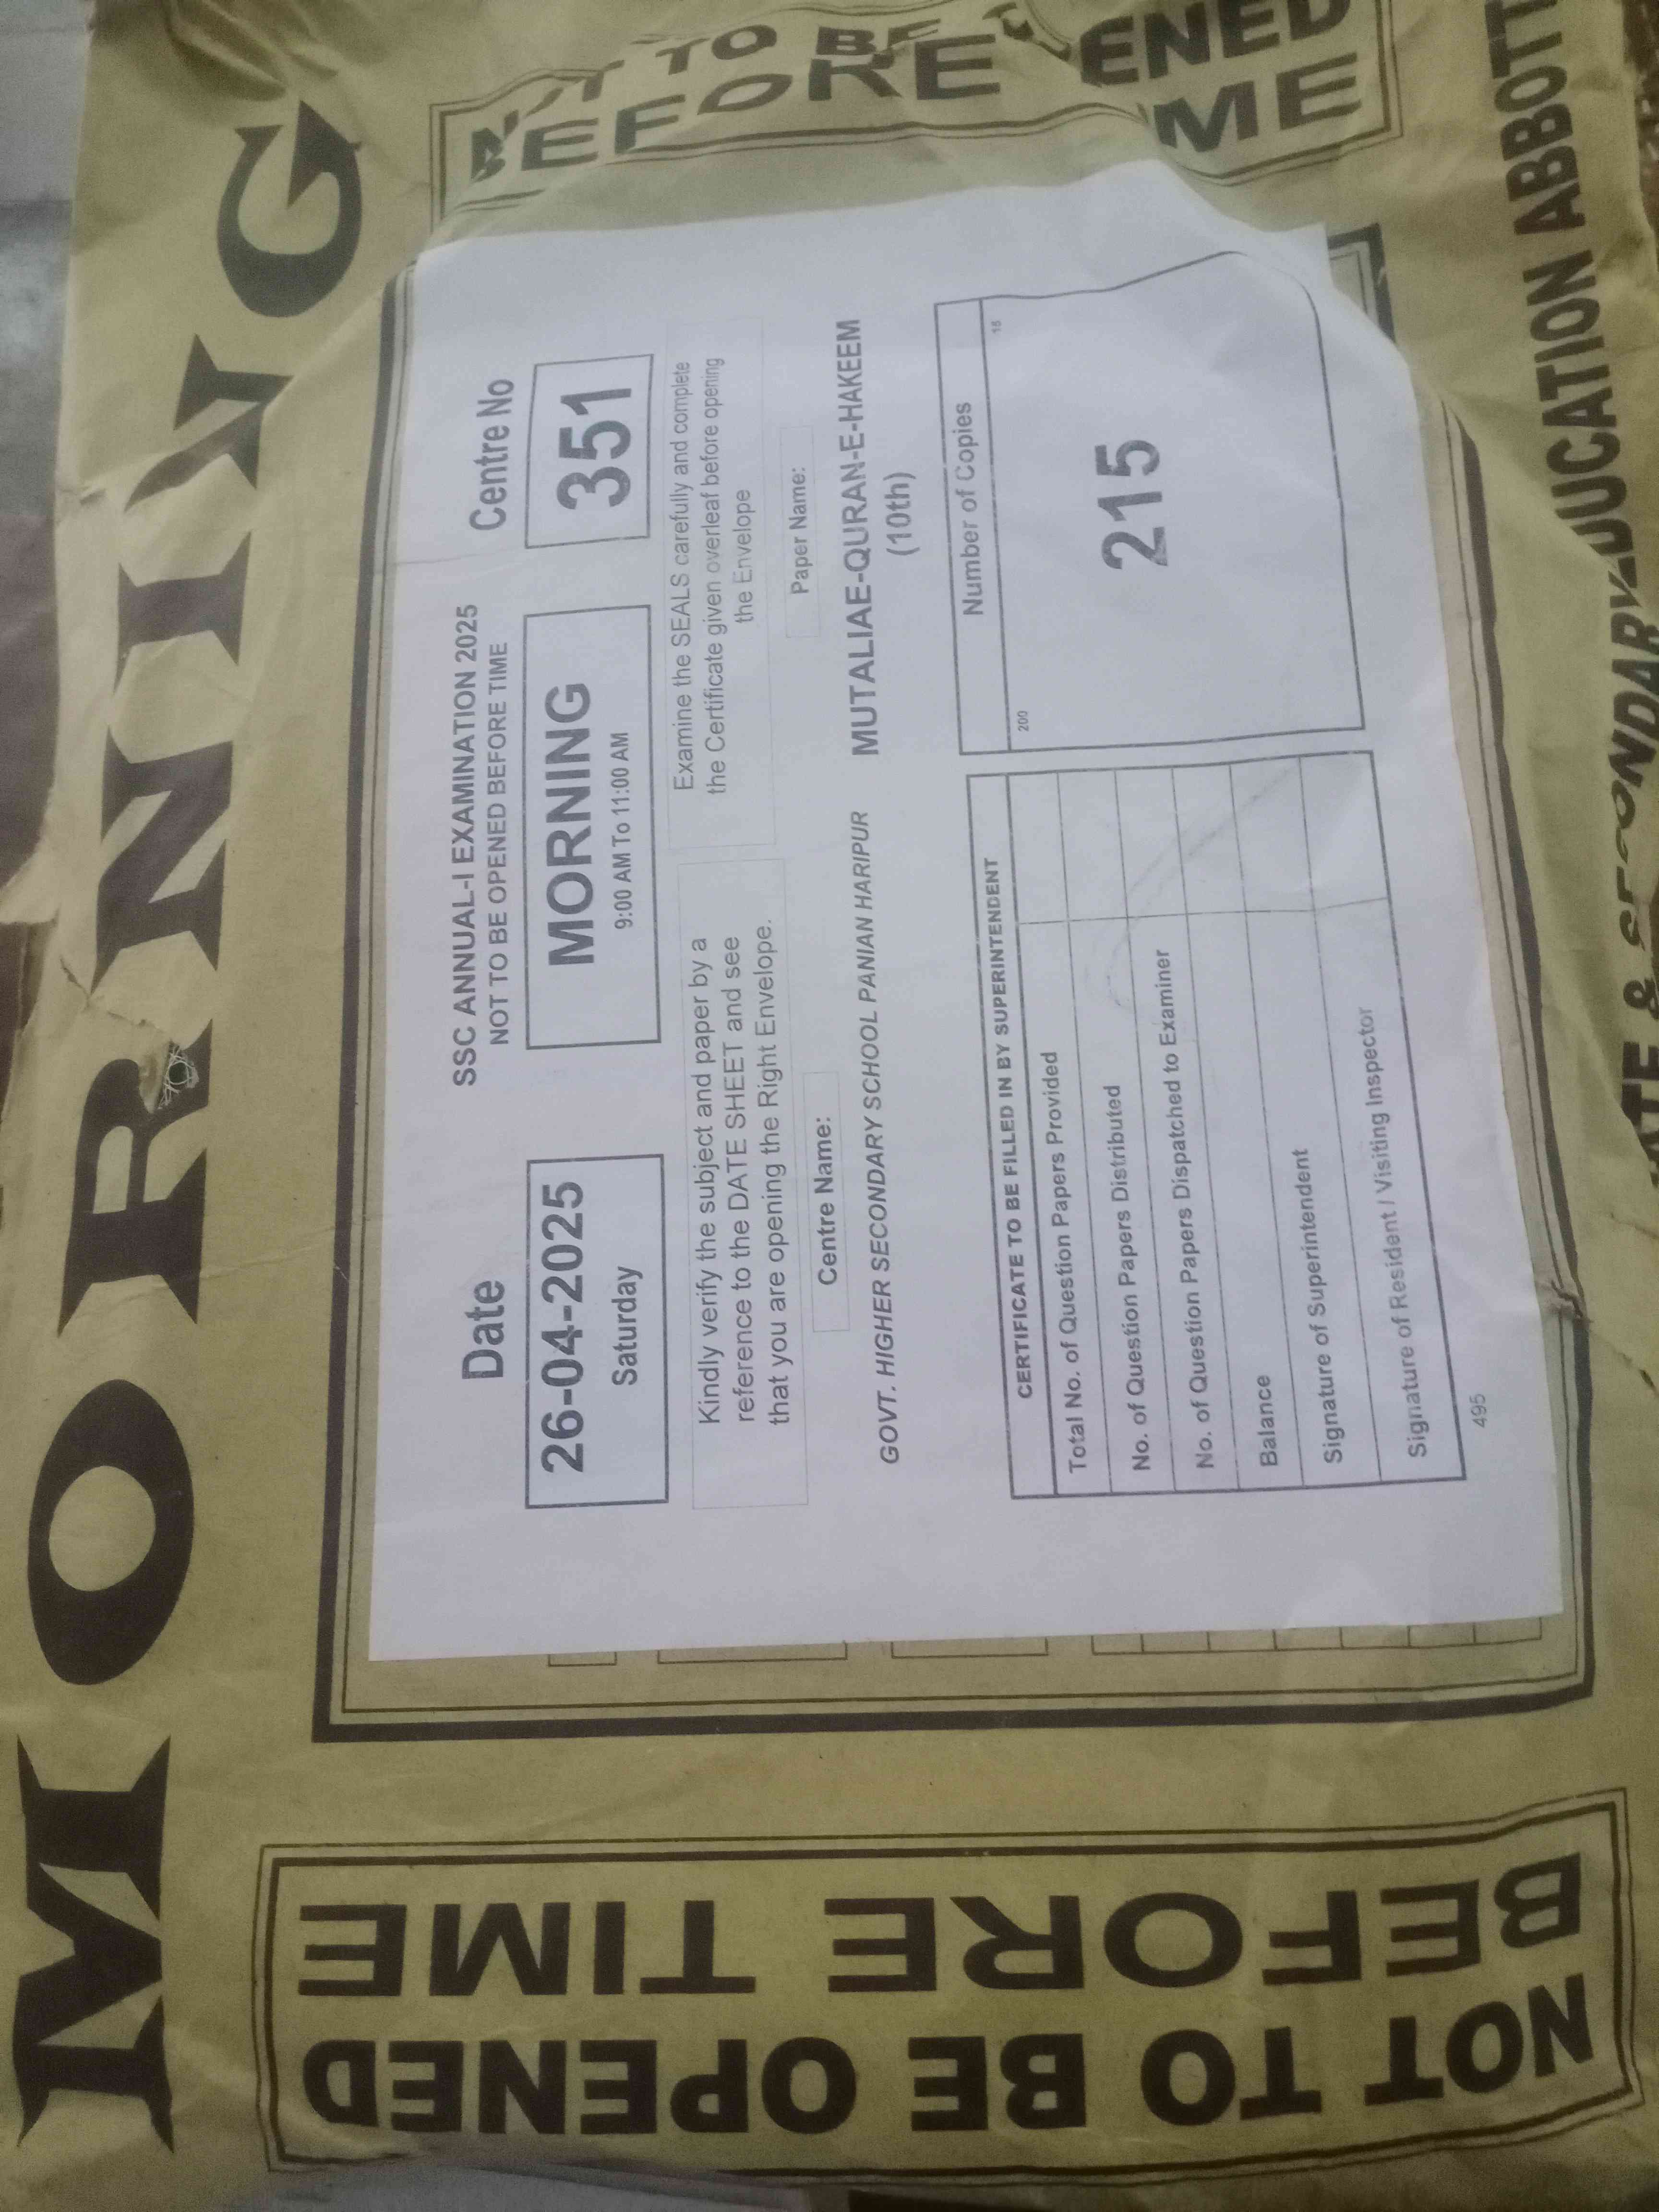 MORNING
NOT TO BE OPENED
BEFORE TIME
Date
SSC ANNUAL-I EXAMINATION 2025
NOT TO BE OPENED BEFORE TIME
Centre No
26-04-2025
Saturday
MORNING
9:00 AM To 11:00 AM
351
Kindly verify the subject and paper by a
reference to the DATE SHEET and see
that you are opening the Right Envelope.
Examine the SEALS carefully and complete
the Certificate given overleaf before opening
the Envelope
Centre Name:
Paper Name:
GOVT. HIGHER SECONDARY SCHOOL PANIAN HARIPUR
MUTALIAE-QURAN-E-HAKEEM
(10th)
CERTIFICATE TO BE FILLED IN BY SUPERINTENDENT
Total No. of Question Papers Provided
No. of Question Papers Distributed
No. of Question Papers Dispatched to Examiner
Balance
Signature of Superintendent
Signature of Resident / Visiting Inspector
495
Number of Copies
200
15
215
TO BE ENED
BEFORE ME
& SECONDARY EDUCATION ABBOTT